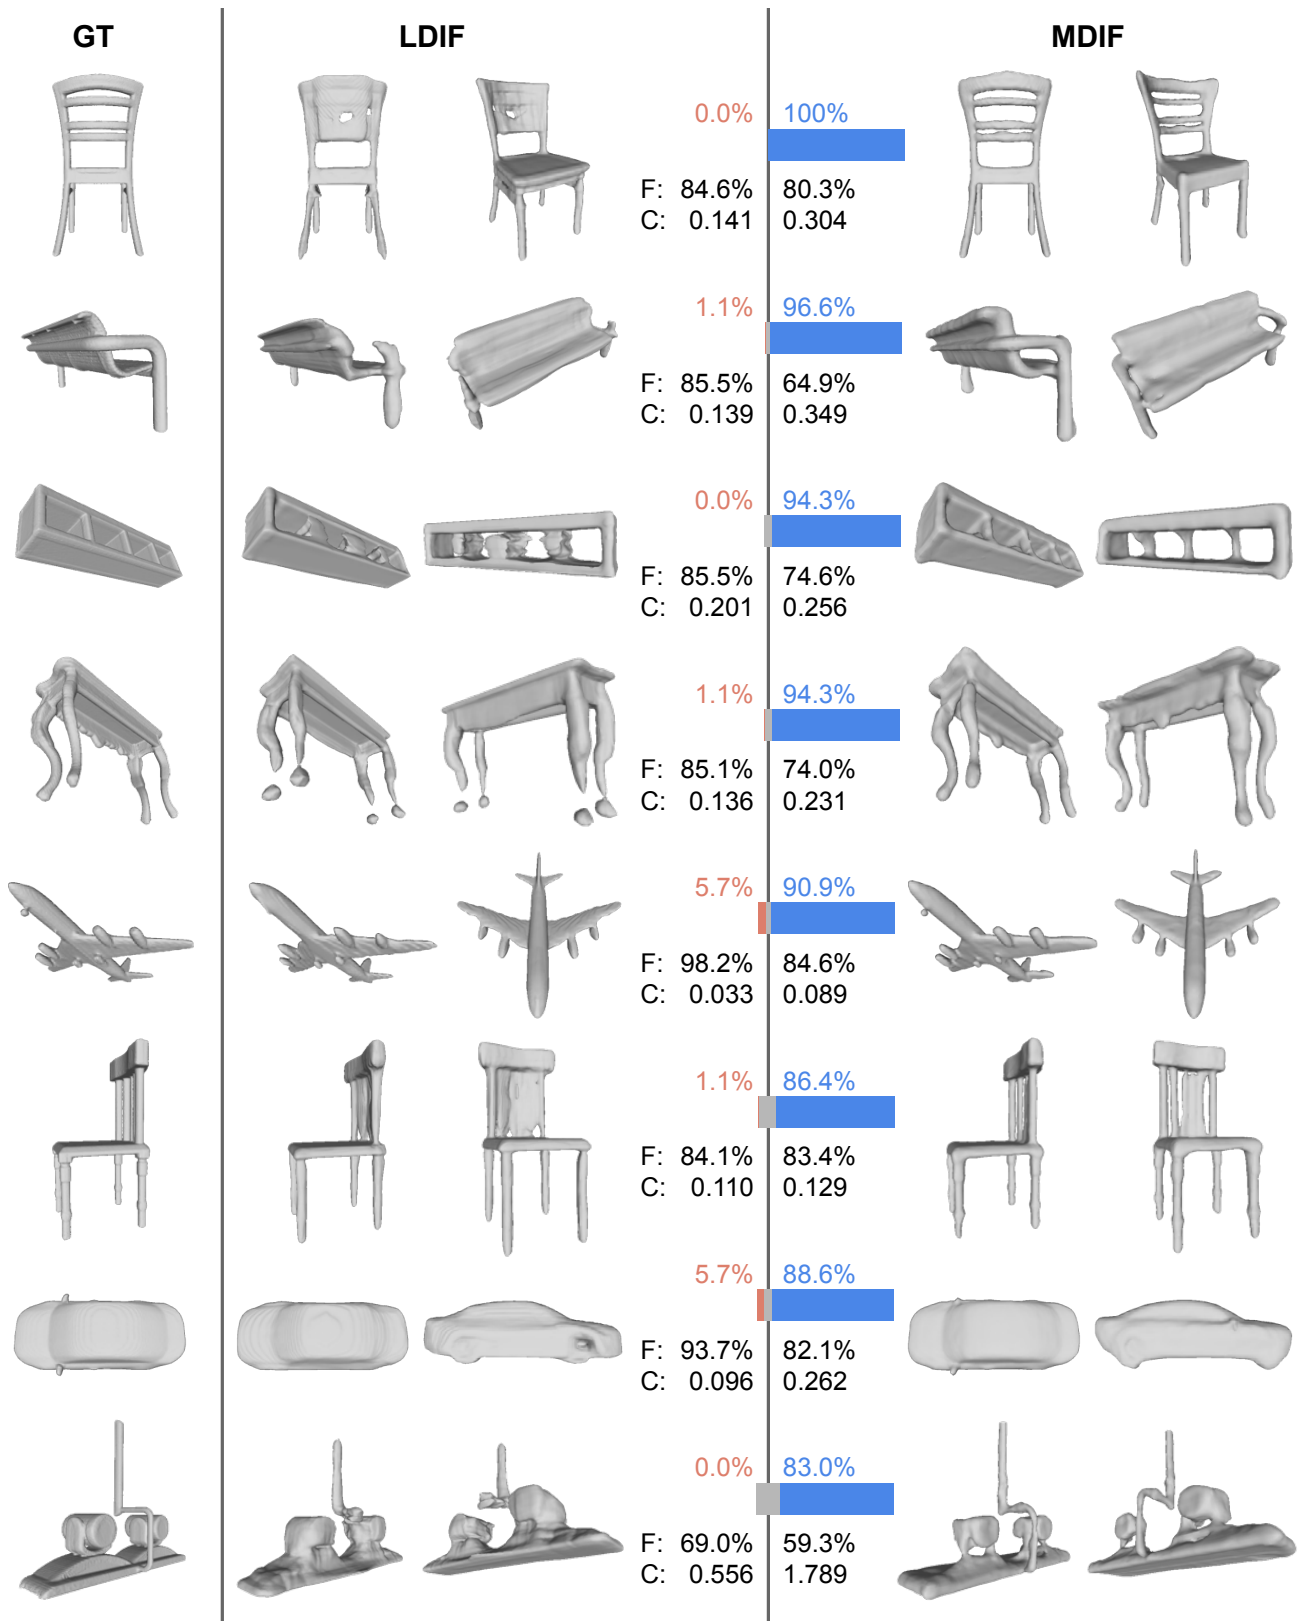 GT LDIF MDIF
0.0% 100%
F: 84.6% 80.3%
C: 0.141 0.304
1.1% 96.6%
F: 85.5% 64.9%
C: 0.139 0.349
0.0% 94.3%
F: 85.5% 74.6%
C: 0.201 0.256
1.1% 94.3%
F: 85.1% 74.0%
C: 0.136 0.231
5.7% 90.9%
F: 98.2% 84.6%
C: 0.033 0.089
1.1% 86.4%
F: 84.1% 83.4%
C: 0.110 0.129
5.7% 88.6%
F: 93.7% 82.1%
C: 0.096 0.262
0.0% 83.0%
F: 69.0% 59.3%
C: 0.556 1.789